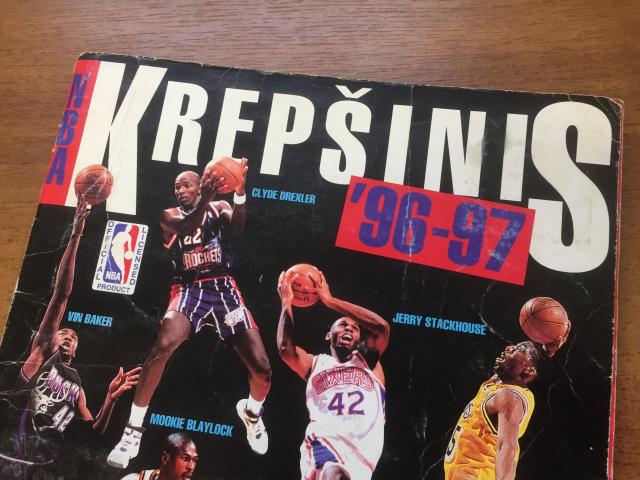 NBA
KREPŠINIS
'96-97
CLYDE DREXLER
OFFICIAL LICENSED
NBA
PRODUCT
22
ROCKETS
VIN BAKER
JERRY STACKHOUSE
SIXERS
42
42
MOOKIE BLAYLOCK